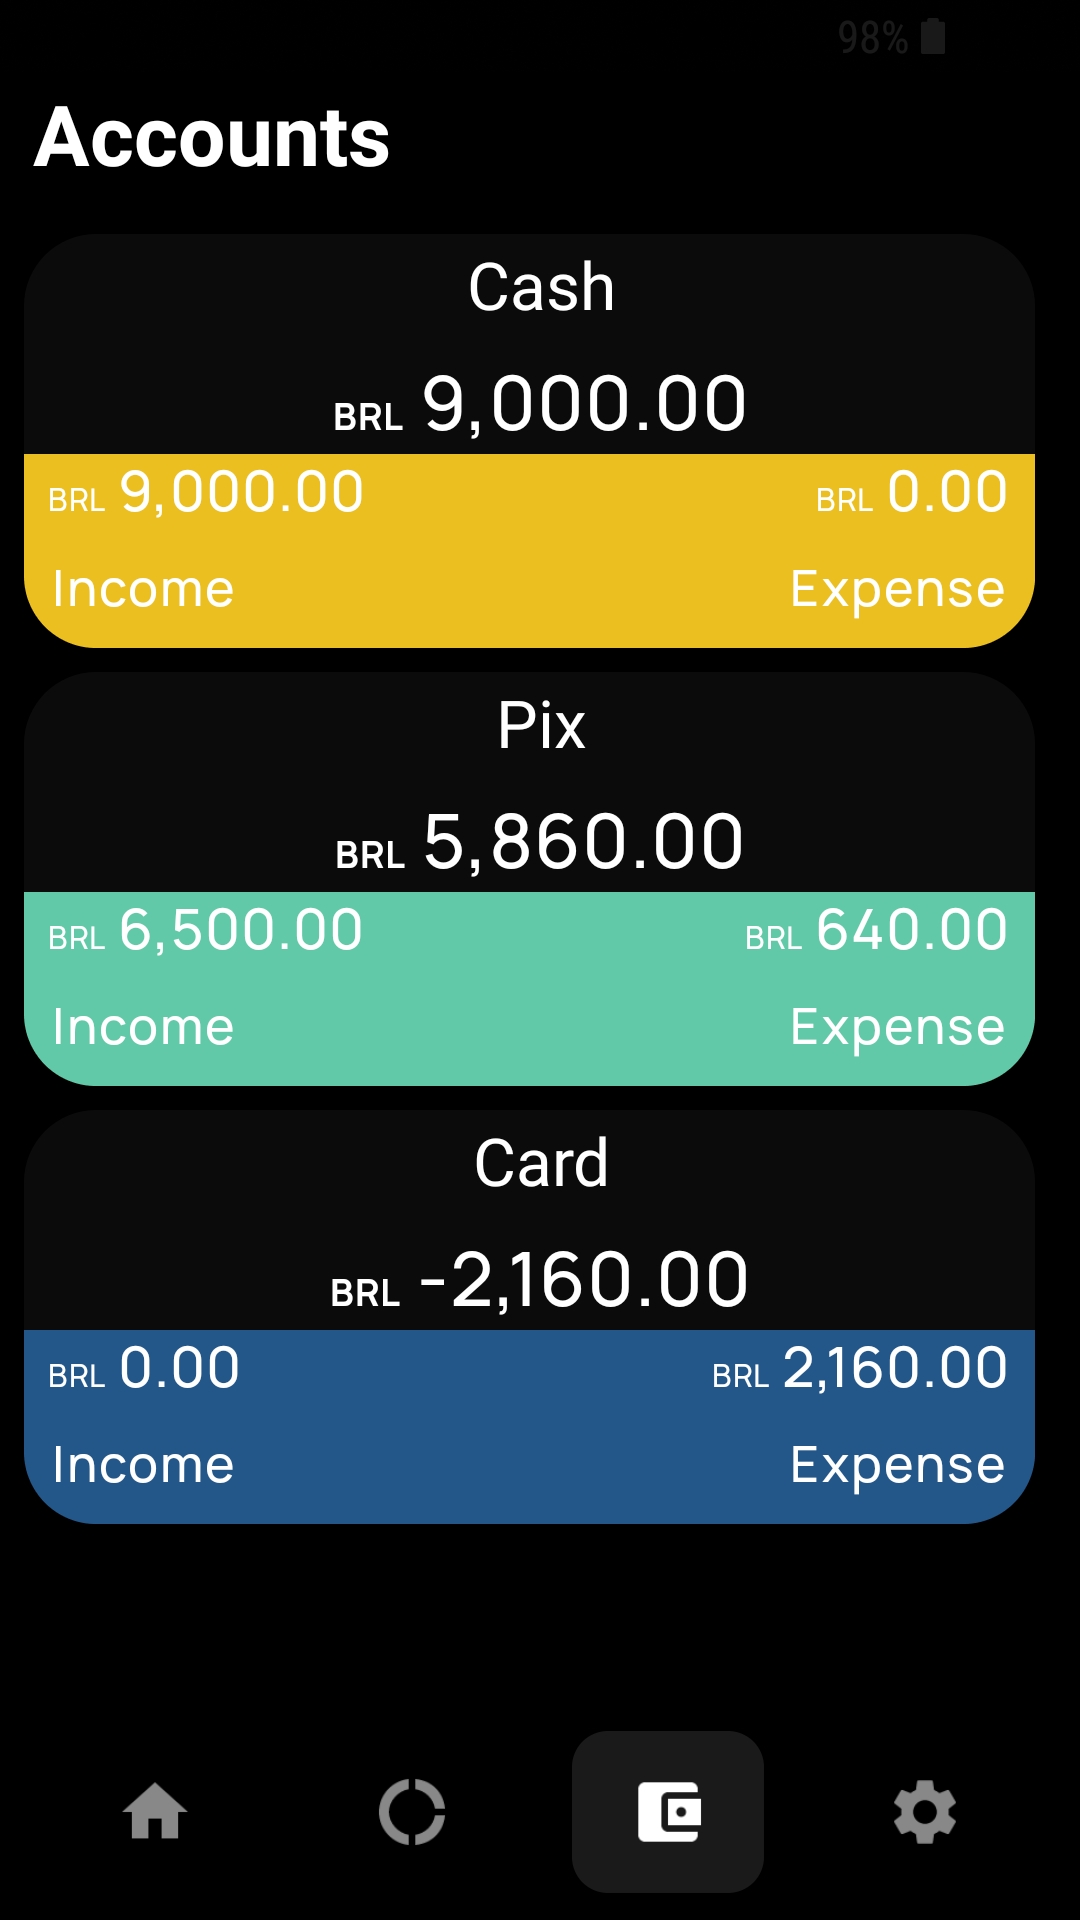 98%
Accounts
Cash
BRL 9,000.00
BRL 9,000.00 BRL 0.00
Income Expense
Pix
BRL 5,860.00
BRL 6,500.00 BRL 640.00
Income Expense
Card
BRL -2,160.00
BRL 0.00 BRL 2,160.00
Income Expense